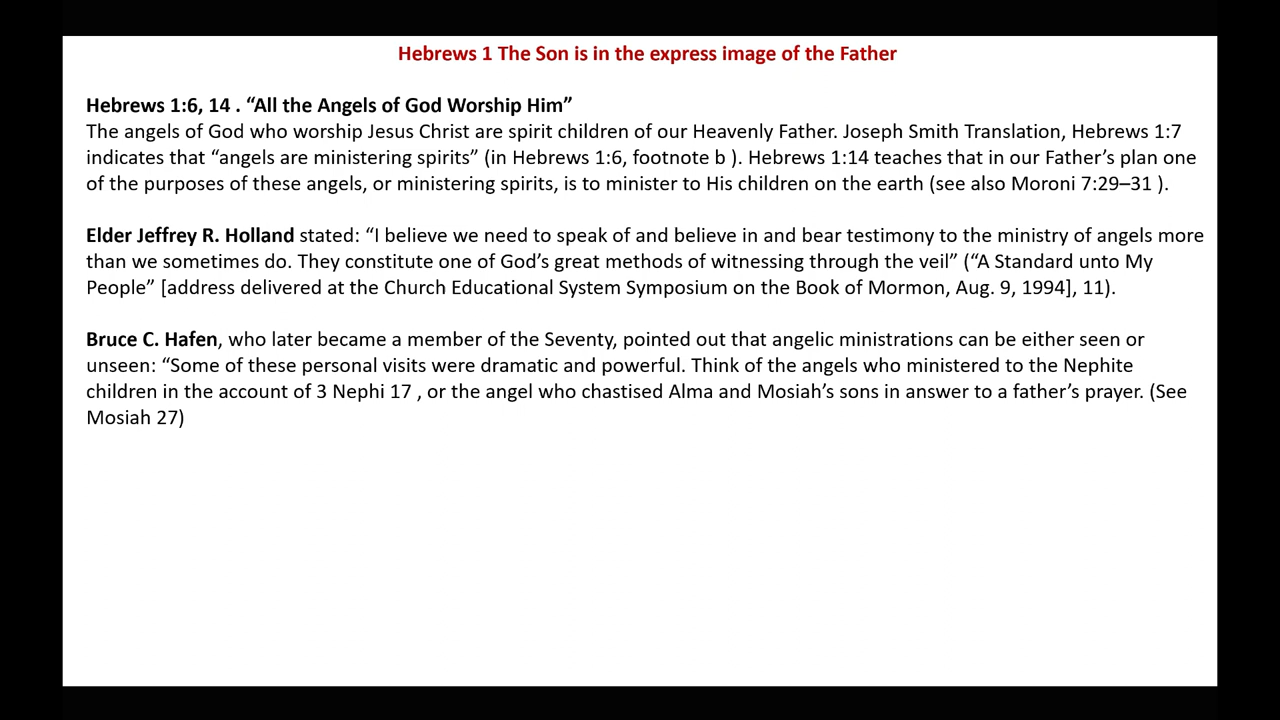 Hebrews 1 The Son is in the express image of the Father
Hebrews 1:6, 14 . “All the Angels of God Worship Him”
The angels of God who worship Jesus Christ are spirit children of our Heavenly Father. Joseph Smith Translation, Hebrews 1:7
indicates that “angels are ministering spirits” (in Hebrews 1:6, footnote b ). Hebrews 1:14 teaches that in our Father’s plan one
of the purposes of these angels, or ministering spirits, is to minister to His children on the earth (see also Moroni 7:29–31 ).
Elder Jeffrey R. Holland stated: “I believe we need to speak of and believe in and bear testimony to the ministry of angels more
than we sometimes do. They constitute one of God’s great methods of witnessing through the veil” (“A Standard unto My
People” [address delivered at the Church Educational System Symposium on the Book of Mormon, Aug. 9, 1994], 11).
Bruce C. Hafen, who later became a member of the Seventy, pointed out that angelic ministrations can be either seen or
unseen: “Some of these personal visits were dramatic and powerful. Think of the angels who ministered to the Nephite
children in the account of 3 Nephi 17 , or the angel who chastised Alma and Mosiah’s sons in answer to a father’s prayer. (See
Mosiah 27)